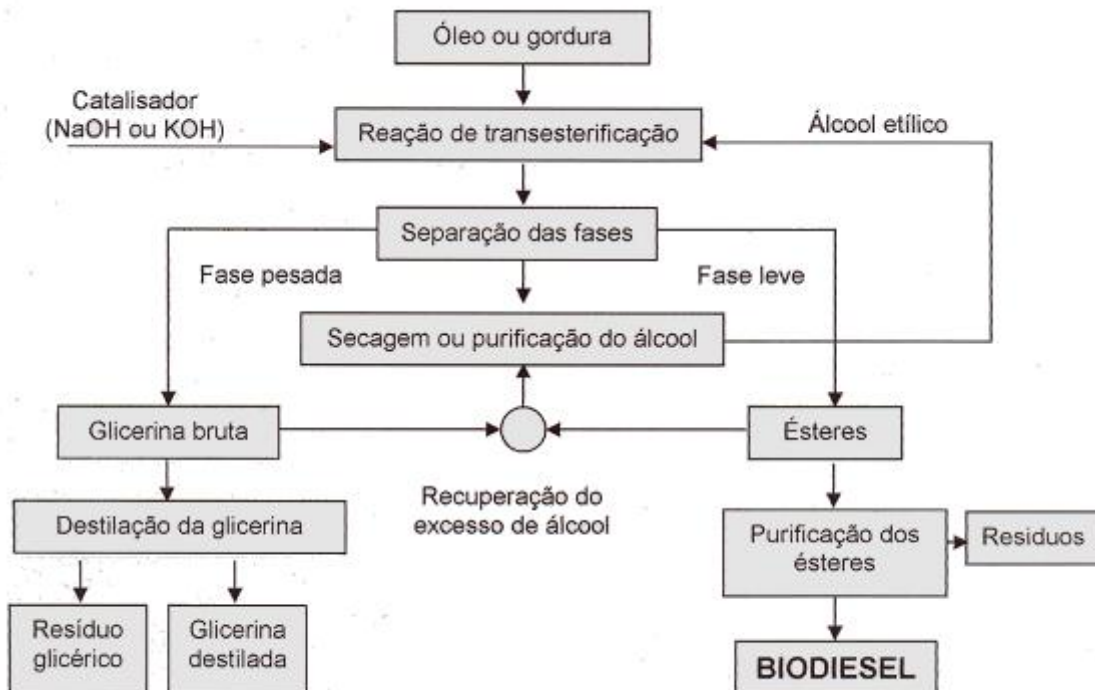 Óleo ou gordura
Catalisador
(NaOH ou KOH)
Reação de transesterificação
Álcool etílico
Separação das fases
Fase pesada
Fase leve
Secagem ou purificação do álcool
Glicerina bruta
Ésteres
Recuperação do
excesso de álcool
Destilação da glicerina
Purificação dos
ésteres
Residuos
Resíduo
glicérico
Glicerina
destilada
BIODIESEL